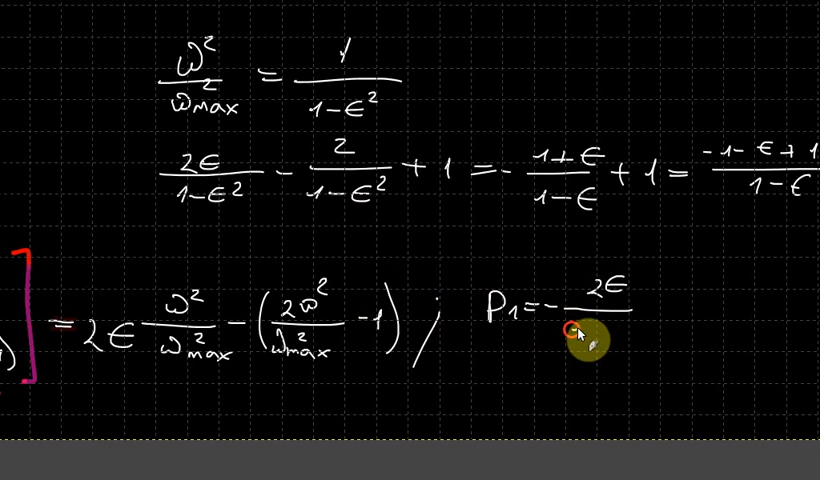 ω²/ω²max = 1/(1-ϵ²)
2ϵ/(1-ϵ²) - 2/(1-ϵ²) + 1 = - (1+ϵ)/(1-ϵ) + 1 = (-1-ϵ+1)/(1-ϵ)
) ] = 2ϵ ω²/ω²max - (2ω²/ω²max - 1) ; P₁ = - 2ϵ/